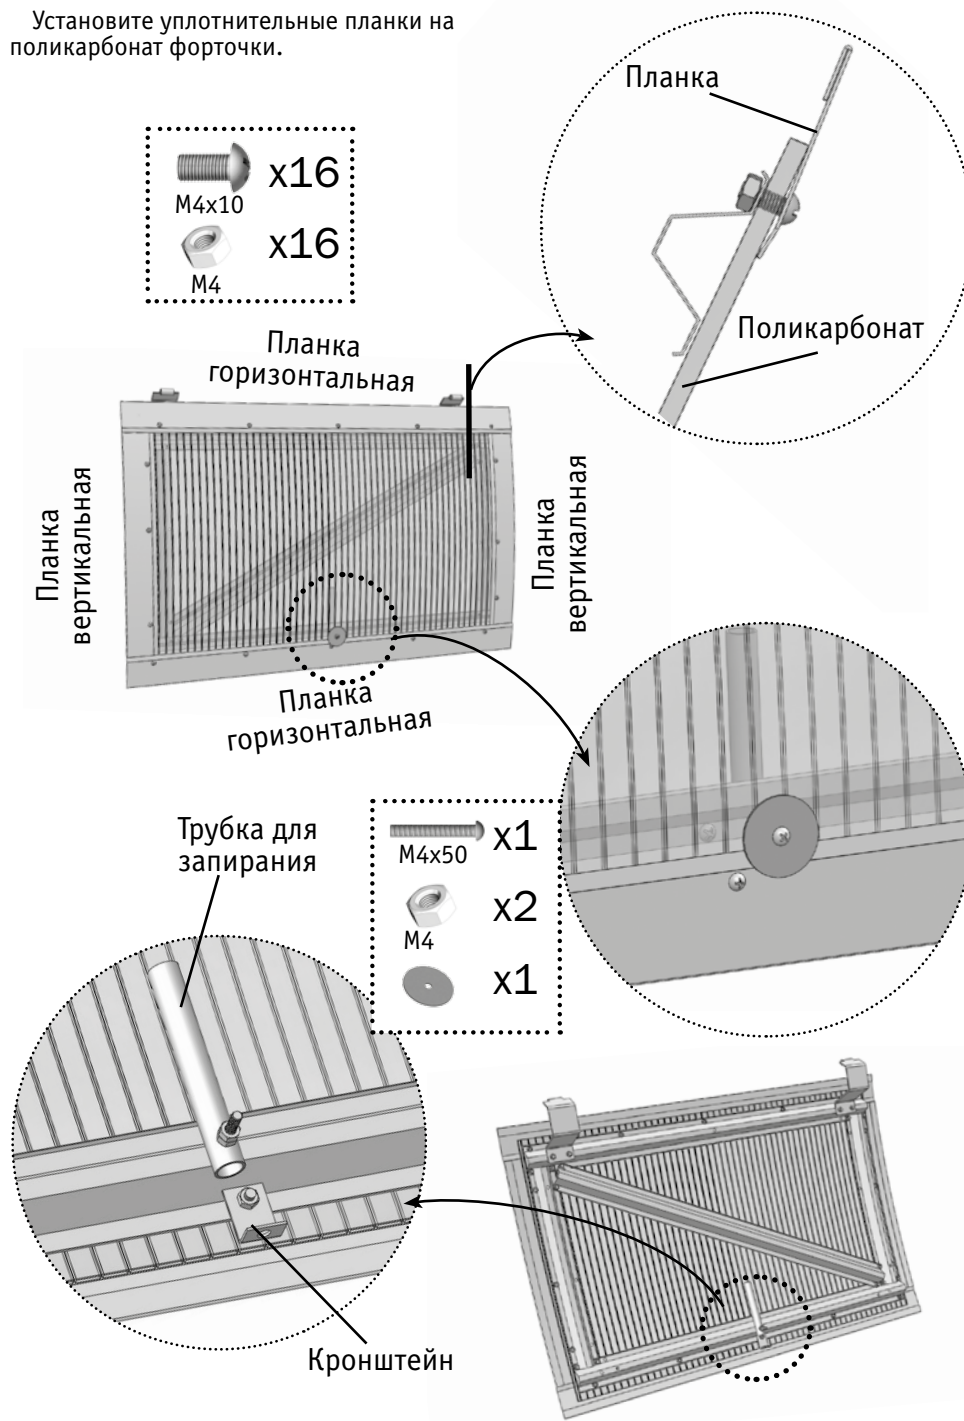 Установите уплотнительные планки на
поликарбонат форточки.
Планка
x16
M4x10
x16
M4
Поликарбонат
Планка
горизонтальная
Планка
вертикальная
Планка
вертикальная
Планка
горизонтальная
Трубка для
запирания
x1
M4x50
x2
M4
x1
Кронштейн